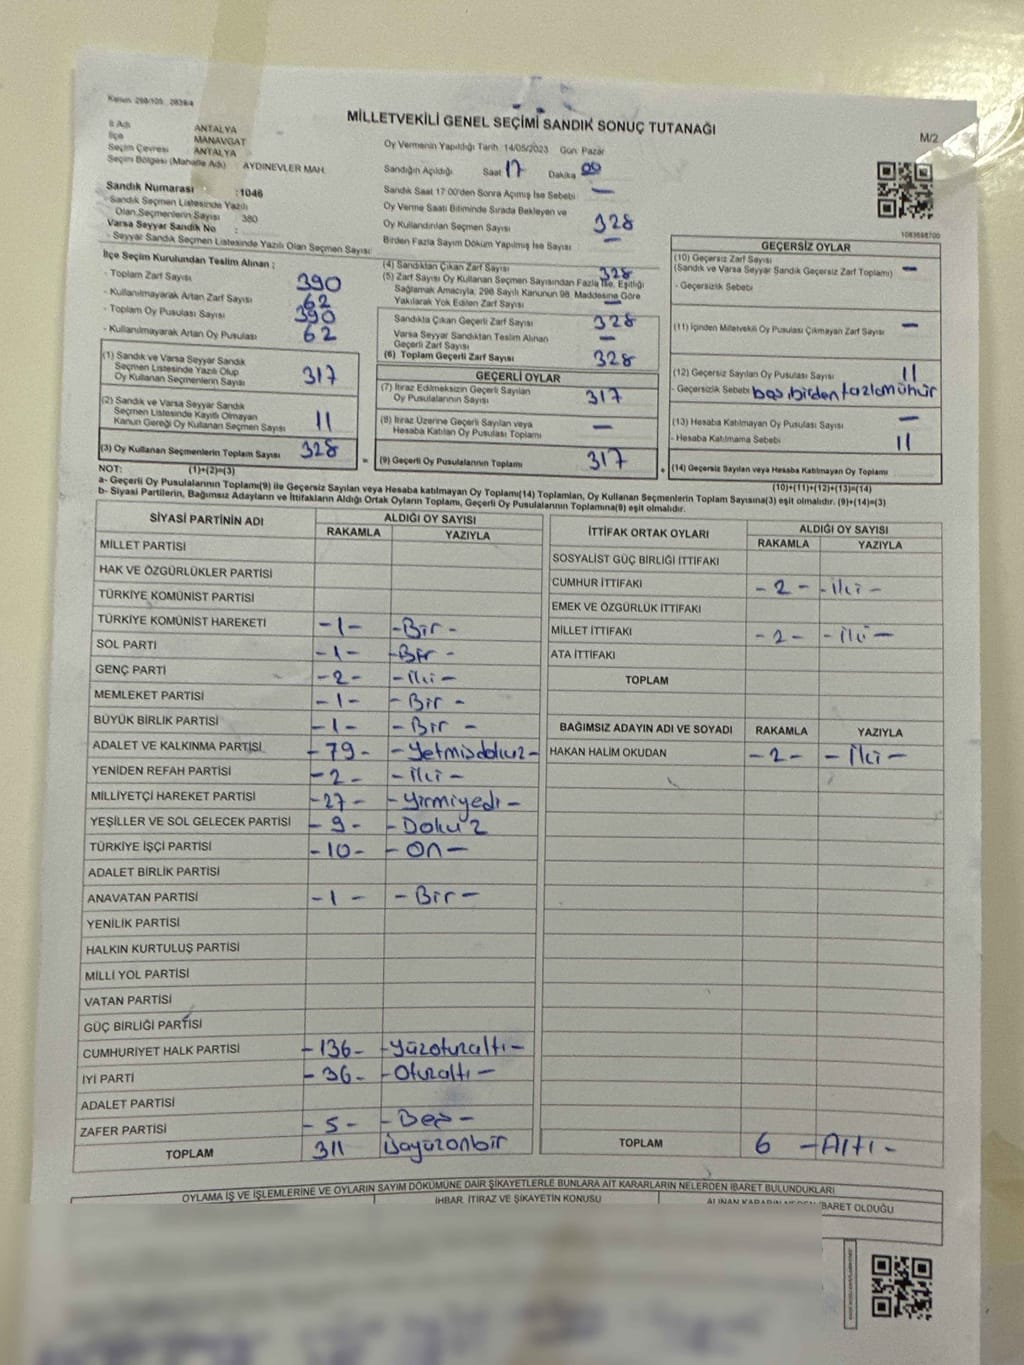 Kanun: 298/105 2839/4
MİLLETVEKİLİ GENEL SEÇİMİ SANDIK SONUÇ TUTANAĞI
M/2
İl Adı ANTALYA
İlçe MANAVGAT
Seçim Çevresi ANTALYA
Seçim Bölgesi (Mahalle Adı) AYDINEVLER MAH.
Sandık Numarası :1046
- Sandık Seçmen Listesinde Yazılı
Olan Seçmenlerin Sayısı 380
Varsa Seyyar Sandık No :
- Seyyar Sandık Seçmen Listesinde Yazılı Olan Seçmen Sayısı:
Oy Vermenin Yapıldığı Tarih :14/05/2023 Gün: Pazar
Sandığın Açıldığı Saat 17 Dakika 00
Sandık Saat 17:00'den Sonra Açılmış İse Sebebi —
Oy Verme Saati Bitiminde Sırada Bekleyen ve
Oy Kullandırılan Seçmen Sayısı 328
Birden Fazla Sayım Döküm Yapılmış İse Sayısı —
1083698700
İlçe Seçim Kurulundan Teslim Alınan ;
- Toplam Zarf Sayısı 390
- Kullanılmayarak Artan Zarf Sayısı 62
- Toplam Oy Pusulası Sayısı 390
- Kullanılmayarak Artan Oy Pusulası 62
(1) Sandık ve Varsa Seyyar Sandık
Seçmen Listesinde Yazılı Olup
Oy Kullanan Seçmenlerin Sayısı 317
(2) Sandık ve Varsa Seyyar Sandık
Seçmen Listesinde Kayıtlı Olmayan
Kanun Gereği Oy Kullanan Seçmen Sayısı 11
(3) Oy Kullanan Seçmenlerin Toplam Sayısı 328
(4) Sandıktan Çıkan Zarf Sayısı 328
(5) Zarf Sayısı Oy Kullanan Seçmen Sayısından Fazla İse, Eşitliği
Sağlamak Amacıyla, 298 Sayılı Kanunun 98. Maddesine Göre
Yakılarak Yok Edilen Zarf Sayısı —
Sandıkta Çıkan Geçerli Zarf Sayısı 328
Varsa Seyyar Sandıktan Teslim Alınan
Geçerli Zarf Sayısı —
(6) Toplam Geçerli Zarf Sayısı 328
GEÇERLİ OYLAR
(7) İtiraz Edilmeksizin Geçerli Sayılan
Oy Pusulalarının Sayısı 317
(8) İtiraz Üzerine Geçerli Sayılan veya
Hesaba Katılan Oy Pusulası Toplamı —
= (9) Geçerli Oy Pusulalarının Toplamı 317
GEÇERSİZ OYLAR
(10) Geçersiz Zarf Sayısı —
(Sandık ve Varsa Seyyar Sandık Geçersiz Zarf Toplamı)
- Geçersizlik Sebebi
(11) İçinden Milletvekili Oy Pusulası Çıkmayan Zarf Sayısı —
(12) Geçersiz Sayılan Oy Pusulası Sayısı 11
- Geçersizlik Sebebi boş birden fazla mühür
(13) Hesaba Katılmayan Oy Pusulası Sayısı —
- Hesaba Katılmama Sebebi 11
+ (14) Geçersiz Sayılan veya Hesaba Katılmayan Oy Toplamı
NOT: (1)+(2)=(3) (10)+(11)+(12)+(13)=(14)
a- Geçerli Oy Pusulalarının Toplamı(9) ile Geçersiz Sayılan veya Hesaba katılmayan Oy Toplamı(14) Toplamları, Oy Kullanan Seçmenlerin Toplam Sayısına(3) eşit olmalıdır. (9)+(14)=(3)
b- Siyasi Partilerin, Bağımsız Adayların ve İttifakların Aldığı Ortak Oyların Toplamı, Geçerli Oy Pusulalarının Toplamına(9) eşit olmalıdır.
SİYASİ PARTİNİN ADI ALDIĞI OY SAYISI
RAKAMLA YAZIYLA
MİLLET PARTİSİ
HAK VE ÖZGÜRLÜKLER PARTİSİ
TÜRKİYE KOMÜNİST PARTİSİ
TÜRKİYE KOMÜNİST HAREKETİ -1- -Bir-
SOL PARTİ -1- -Bir-
GENÇ PARTİ -2- -İki-
MEMLEKET PARTİSİ -1- -Bir-
BÜYÜK BİRLİK PARTİSİ -1- -Bir-
ADALET VE KALKINMA PARTİSİ -79- -Yetmisdokuz-
YENİDEN REFAH PARTİSİ -2- -İki-
MİLLİYETÇİ HAREKET PARTİSİ -27- -Yirmiyedi-
YEŞİLLER VE SOL GELECEK PARTİSİ -9- -Dokuz
TÜRKİYE İŞÇİ PARTİSİ -10- -On-
ADALET BİRLİK PARTİSİ
ANAVATAN PARTİSİ -1- -Bir-
YENİLİK PARTİSİ
HALKIN KURTULUŞ PARTİSİ
MİLLİ YOL PARTİSİ
VATAN PARTİSİ
GÜÇ BİRLİĞİ PARTİSİ
CUMHURİYET HALK PARTİSİ -136- -Yüzotuzaltı-
İYİ PARTİ -36- -Otuzaltı-
ADALET PARTİSİ
ZAFER PARTİSİ -5- -Beş-
TOPLAM 311 Üçyüzonbir
İTTİFAK ORTAK OYLARI ALDIĞI OY SAYISI
RAKAMLA YAZIYLA
SOSYALİST GÜÇ BİRLİĞİ İTTİFAKI
CUMHUR İTTİFAKI -2- -İki-
EMEK VE ÖZGÜRLÜK İTTİFAKI
MİLLET İTTİFAKI -2- -İki-
ATA İTTİFAKI
TOPLAM
BAĞIMSIZ ADAYIN ADI VE SOYADI RAKAMLA YAZIYLA
HAKAN HALİM OKUDAN -2- -İki-
TOPLAM 6 -Altı-
OYLAMA İŞ VE İŞLEMLERİNE VE OYLARIN SAYIM DÖKÜMÜNE DAİR ŞİKAYETLERLE BUNLARA AİT KARARLARIN NELERDEN İBARET BULUNDUKLARI
İHBAR, İTİRAZ VE ŞİKAYETİN KONUSU
ALINAN KARARIN İBARET OLDUĞU